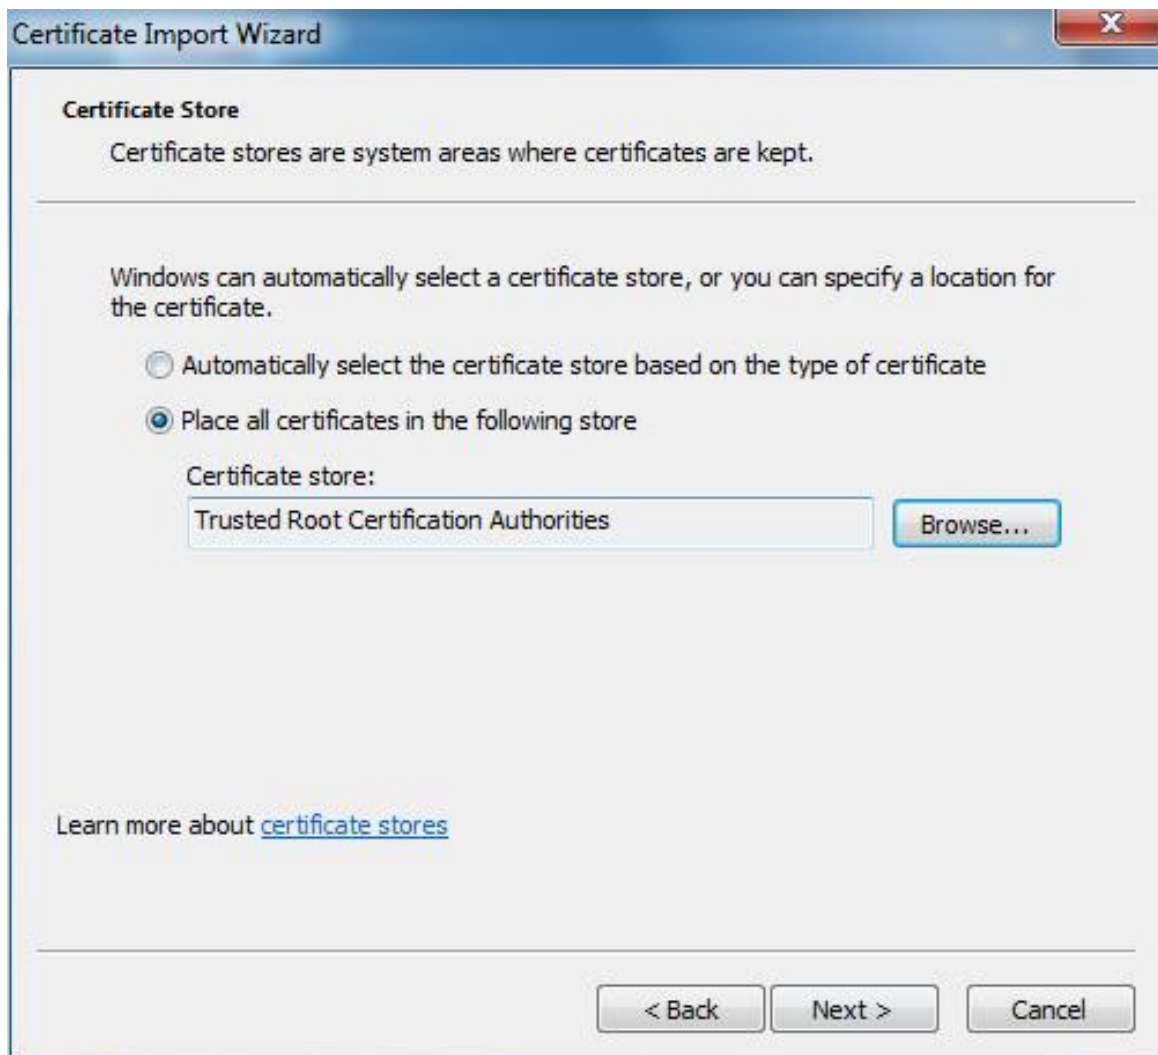 Certificate Import Wizard
X
Certificate Store
Certificate stores are system areas where certificates are kept.
Windows can automatically select a certificate store, or you can specify a location for
the certificate.
Automatically select the certificate store based on the type of certificate
Place all certificates in the following store
Certificate store:
Trusted Root Certification Authorities
Browse...
Learn more about certificate stores
< Back
Next >
Cancel